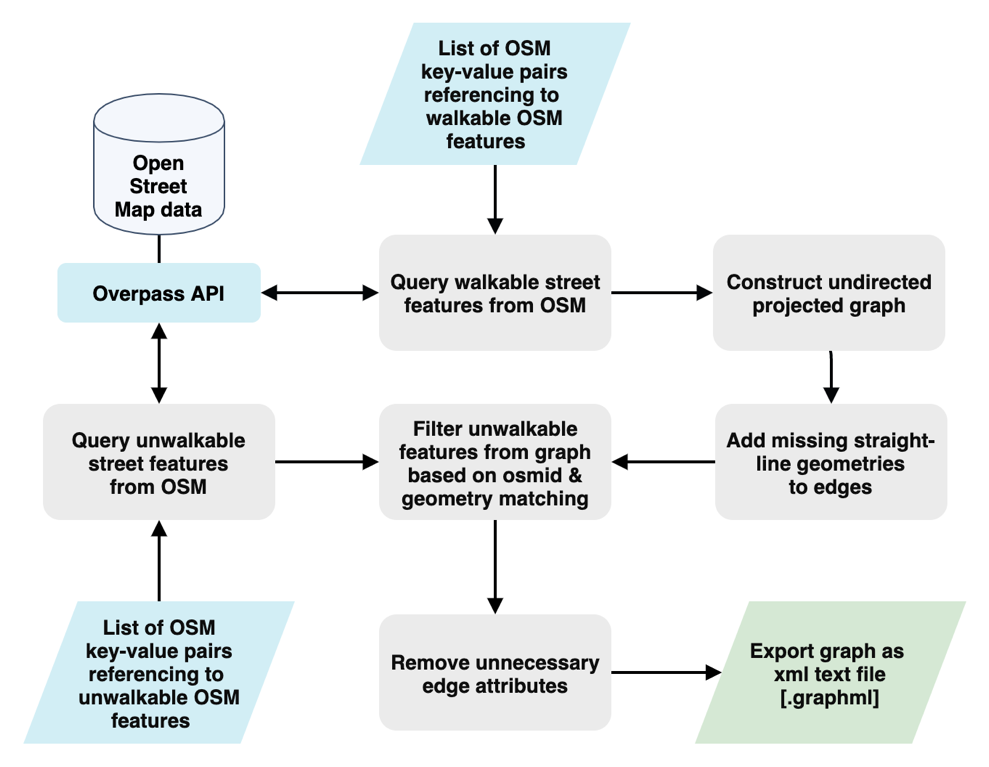 List of OSM
key-value pairs
referencing to
walkable OSM
features
Open
Street
Map data
Overpass API
Query walkable street
features from OSM
Construct undirected
projected graph
Query unwalkable
street features
from OSM
Filter unwalkable
features from graph
based on osmid &
geometry matching
Add missing straight-
line geometries
to edges
List of OSM
key-value pairs
referencing to
unwalkable OSM
features
Remove unnecessary
edge attributes
Export graph as
xml text file
[.graphml]